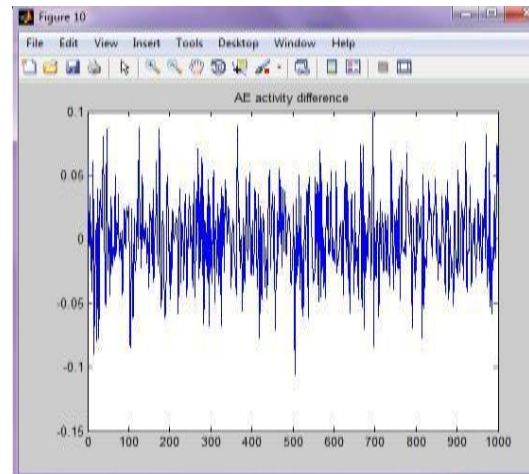 Figure 10
File Edit View Insert Tools Desktop Window Help
AE activity difference
0.1
0.05
0
-0.05
-0.1
-0.15
0 100 200 300 400 500 600 700 800 900 1000